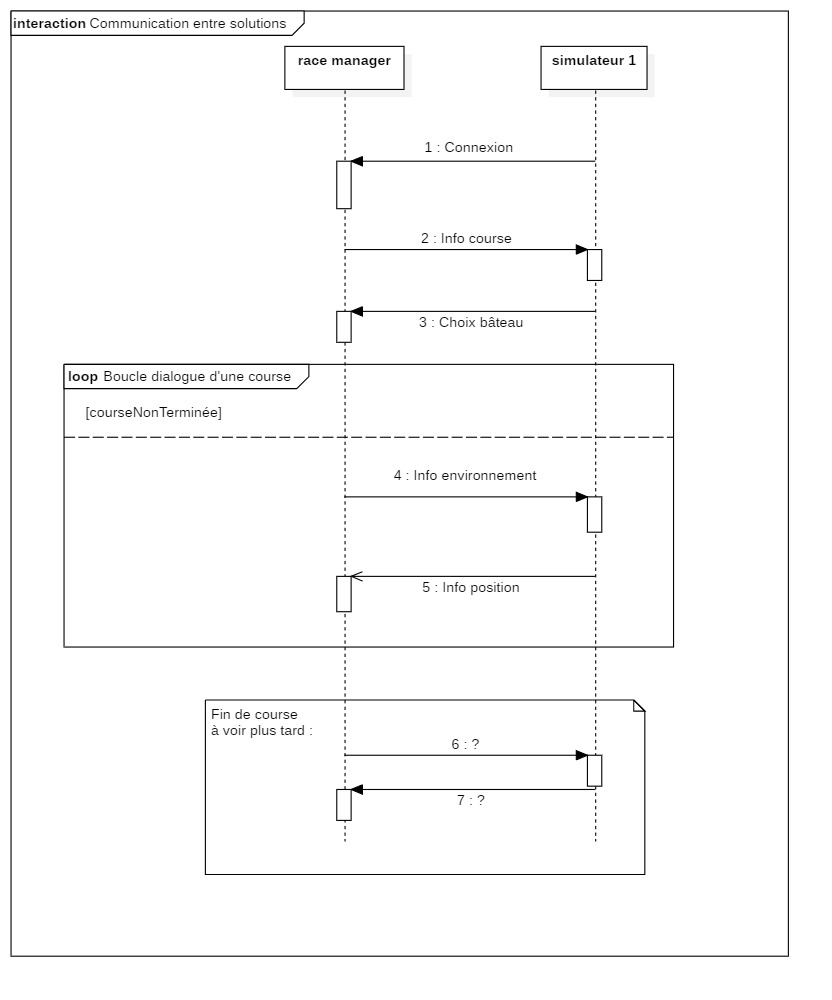 interaction Communication entre solutions
race manager
simulateur 1
1 : Connexion
2 : Info course
3 : Choix bâteau
loop Boucle dialogue d'une course
[courseNonTerminée]
4 : Info environnement
5 : Info position
Fin de course
à voir plus tard :
6 : ?
7 : ?